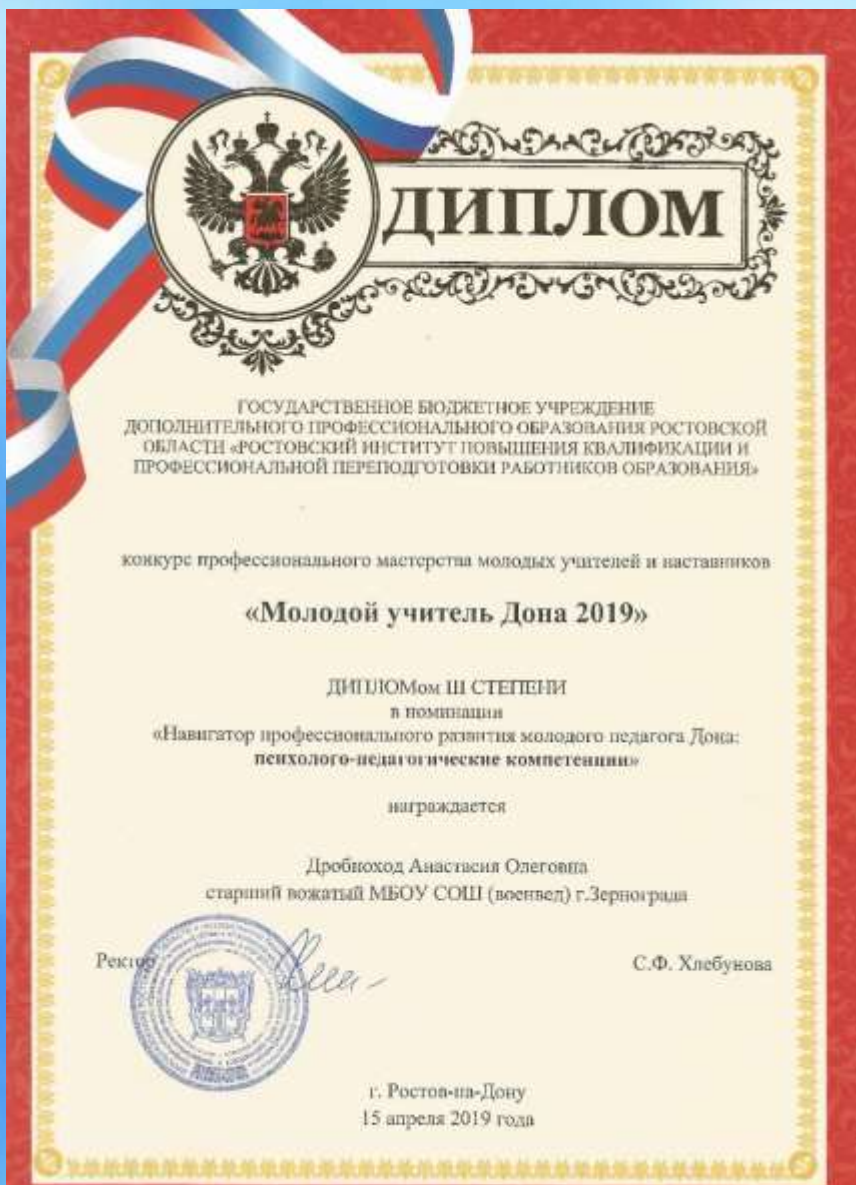 ДИПЛОМ
ГОСУДАРСТВЕННОЕ БЮДЖЕТНОЕ УЧРЕЖДЕНИЕ
ДОПОЛНИТЕЛЬНОГО ПРОФЕССИОНАЛЬНОГО ОБРАЗОВАНИЯ РОСТОВСКОЙ
ОБЛАСТИ «РОСТОВСКИЙ ИНСТИТУТ ПОВЫШЕНИЯ КВАЛИФИКАЦИИ И
ПРОФЕССИОНАЛЬНОЙ ПЕРЕПОДГОТОВКИ РАБОТНИКОВ ОБРАЗОВАНИЯ»
конкурс профессионального мастерства молодых учителей и наставников
«Молодой учитель Дона 2019»
ДИПЛОМом III СТЕПЕНИ
в номинации
«Навигатор профессионального развития молодого педагога Дона:
психолого-педагогические компетенции»
награждается
Дробноход Анастасия Олеговна
старший вожатый МБОУ СОШ (военвед) г.Зернограда
Ректор
С.Ф. Хлебунова
г. Ростов-на-Дону
15 апреля 2019 года